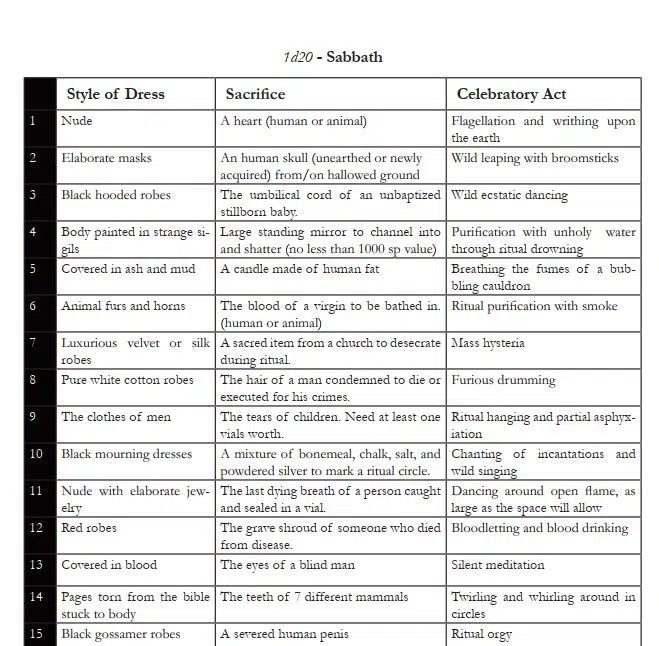 1d20 - Sabbath
Style of Dress Sacrifice Celebratory Act
1 Nude A heart (human or animal) Flagellation and writhing upon
the earth
2 Elaborate masks An human skull (unearthed or newly Wild leaping with broomsticks
acquired) from/on hallowed ground
3 Black hooded robes The umbilical cord of an unbaptized Wild ecstatic dancing
stillborn baby.
4 Body painted in strange si- Large standing mirror to channel into Purification with unholy water
gils and shatter (no less than 1000 sp value) through ritual drowning
5 Covered in ash and mud A candle made of human fat Breathing the fumes of a bub-
bling cauldron
6 Animal furs and horns The blood of a virgin to be bathed in. Ritual purification with smoke
(human or animal)
7 Luxurious velvet or silk A sacred item from a church to desecrate Mass hysteria
robes during ritual.
8 Pure white cotton robes The hair of a man condemned to die or Furious drumming
executed for his crimes.
9 The clothes of men The tears of children. Need at least one Ritual hanging and partial asphyx-
vials worth. iation
10 Black mourning dresses A mixture of bonemeal, chalk, salt, and Chanting of incantations and
powdered silver to mark a ritual circle. wild singing
11 Nude with elaborate jew- The last dying breath of a person caught Dancing around open flame, as
elry and sealed in a vial. large as the space will allow
12 Red robes The grave shroud of someone who died Bloodletting and blood drinking
from disease.
13 Covered in blood The eyes of a blind man Silent meditation
14 Pages torn from the bible The teeth of 7 different mammals Twirling and whirling around in
stuck to body circles
15 Black gossamer robes A severed human penis Ritual orgy